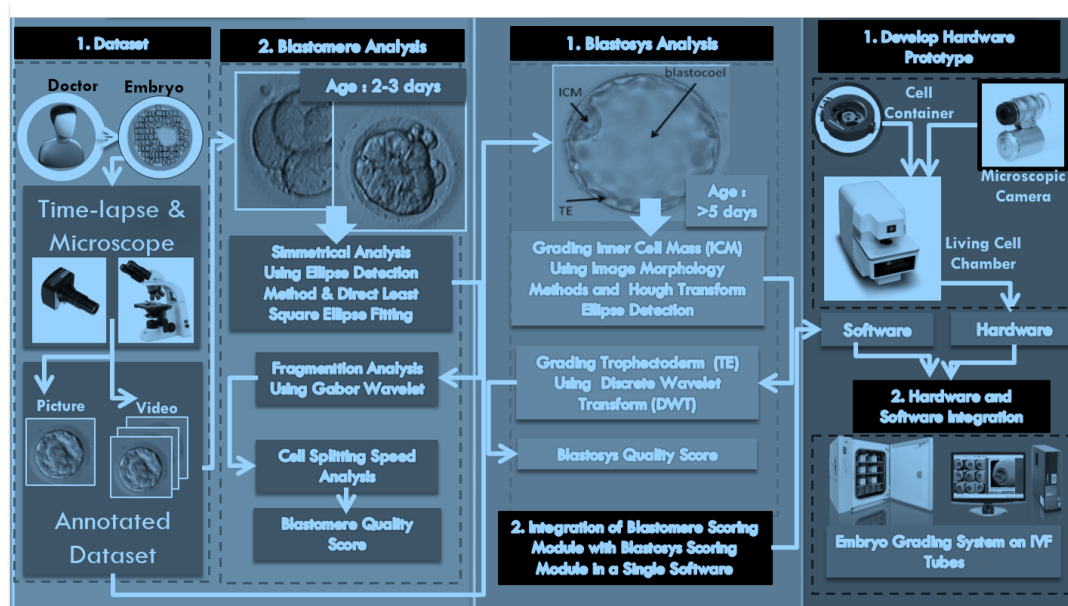 1. Dataset
Doctor
Embryo
Time-lapse &
Microscope
Picture
Video
Annotated
Dataset
2. Blastomere Analysis
Age : 2-3 days
Simmetrical Analysis
Using Ellipse Detection
Method & Direct Least
Square Ellipse Fitting
Fragmenttion Analysis
Using Gabor Wavelet
Cell Splitting Speed
Analysis
Blastomere Quality
Score
1. Blastosys Analysis
blastocoel
ICM
TE
Age :
>5 days
Grading Inner Cell Mass (ICM)
Using Image Morphology
Methods and Hough Transform
Ellipse Detection
Grading Trophectoderm (TE)
Using Discrete Wavelet
Transform (DWT)
Blastosys Quality Score
2. Integration of Blastomere Scoring
Module with Blastosys Scoring
Module in a Single Software
1. Develop Hardware
Prototype
Cell
Container
Microscopic
Camera
Living Cell
Chamber
Software
Hardware
2. Hardware and
Software Integration
Embryo Grading System on IVF
Tubes